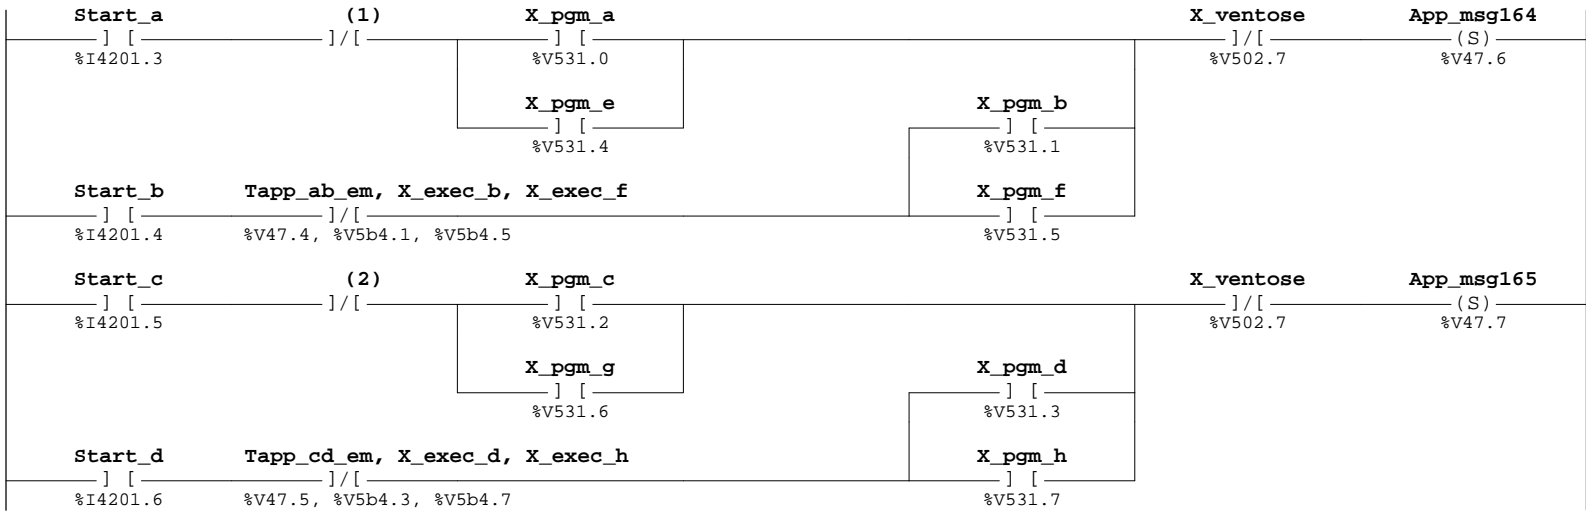 Start_a (1) X_pgm_a X_ventose App_msg164
] [ ]/[ ] [ ]/[ (S)
%I4201.3 %V531.0 %V502.7 %V47.6
X_pgm_e X_pgm_b
] [ ] [
%V531.4 %V531.1
Start_b Tapp_ab_em, X_exec_b, X_exec_f X_pgm_f
] [ ]/[ ] [
%I4201.4 %V47.4, %V5b4.1, %V5b4.5 %V531.5
Start_c (2) X_pgm_c X_ventose App_msg165
] [ ]/[ ] [ ]/[ (S)
%I4201.5 %V531.2 %V502.7 %V47.7
X_pgm_g X_pgm_d
] [ ] [
%V531.6 %V531.3
Start_d Tapp_cd_em, X_exec_d, X_exec_h X_pgm_h
] [ ]/[ ] [
%I4201.6 %V47.5, %V5b4.3, %V5b4.7 %V531.7